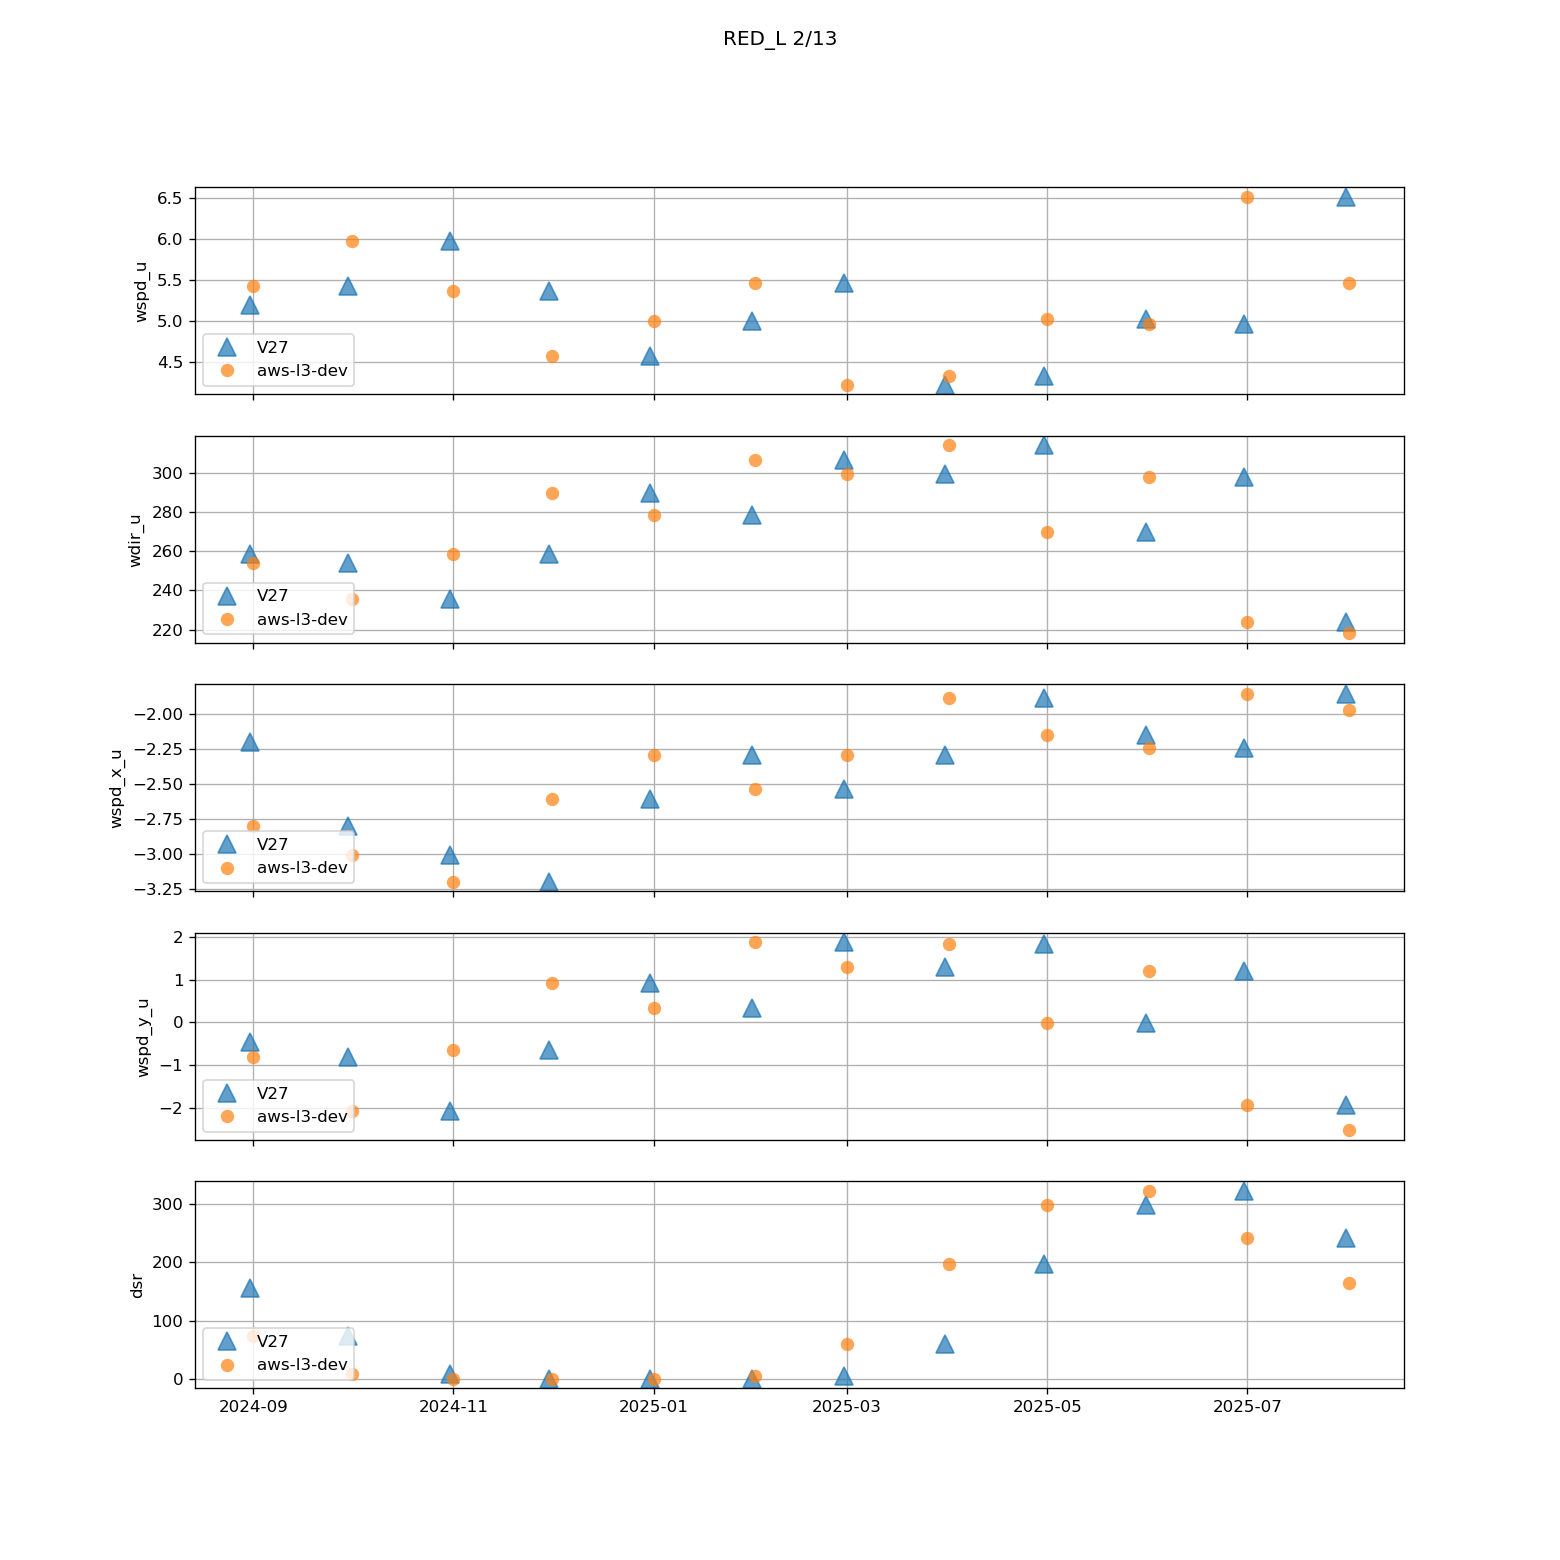 RED_L 2/13
6.5
6.0
5.5
5.0
4.5
wspd_u
V27
aws-l3-dev
300
280
260
240
220
wdir_u
V27
aws-l3-dev
−2.00
−2.25
−2.50
−2.75
−3.00
−3.25
wspd_x_u
V27
aws-l3-dev
2
1
0
−1
−2
wspd_y_u
V27
aws-l3-dev
300
200
100
0
dsr
V27
aws-l3-dev
2024-09 2024-11 2025-01 2025-03 2025-05 2025-07